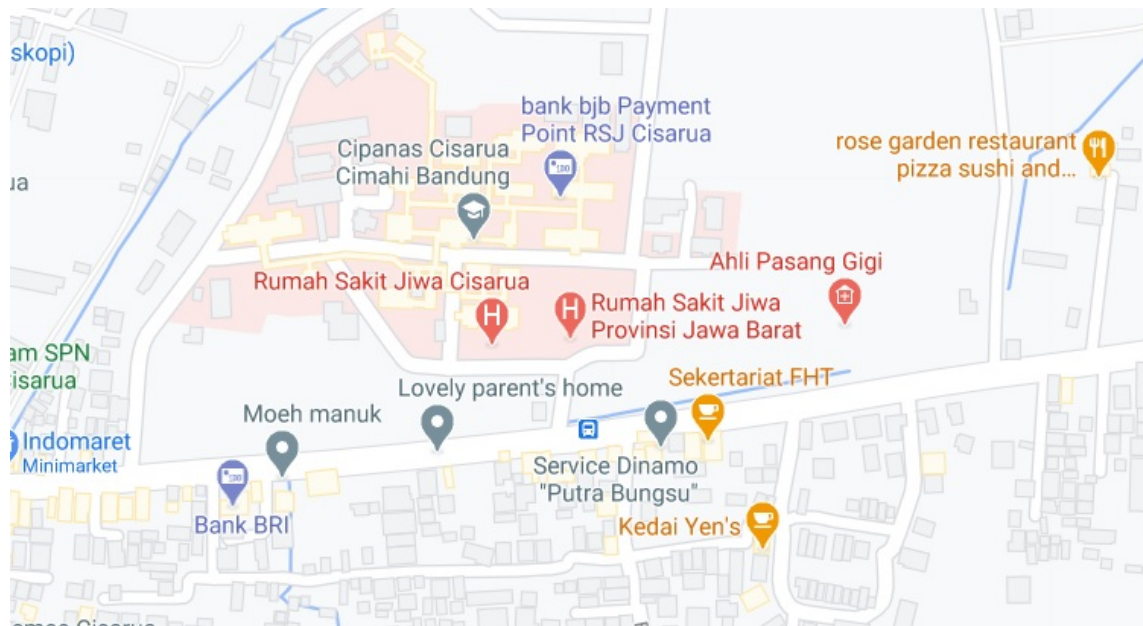 skopi)
bank bjb Payment
Point RSJ Cisarua
Cipanas Cisarua
Cimahi Bandung
rose garden restaurant
pizza sushi and...
ua
Rumah Sakit Jiwa Cisarua
Rumah Sakit Jiwa
Provinsi Jawa Barat
Ahli Pasang Gigi
am SPN
isarua
Lovely parent's home
Sekertariat FHT
Moeh manuk
Indomaret
Minimarket
Service Dinamo
"Putra Bungsu"
Bank BRI
Kedai Yen's